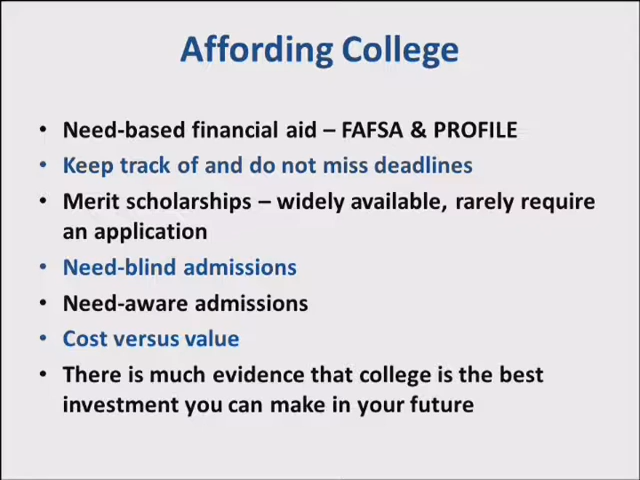 Affording College
• Need-based financial aid – FAFSA & PROFILE
• Keep track of and do not miss deadlines
• Merit scholarships – widely available, rarely require
an application
• Need-blind admissions
• Need-aware admissions
• Cost versus value
• There is much evidence that college is the best
investment you can make in your future